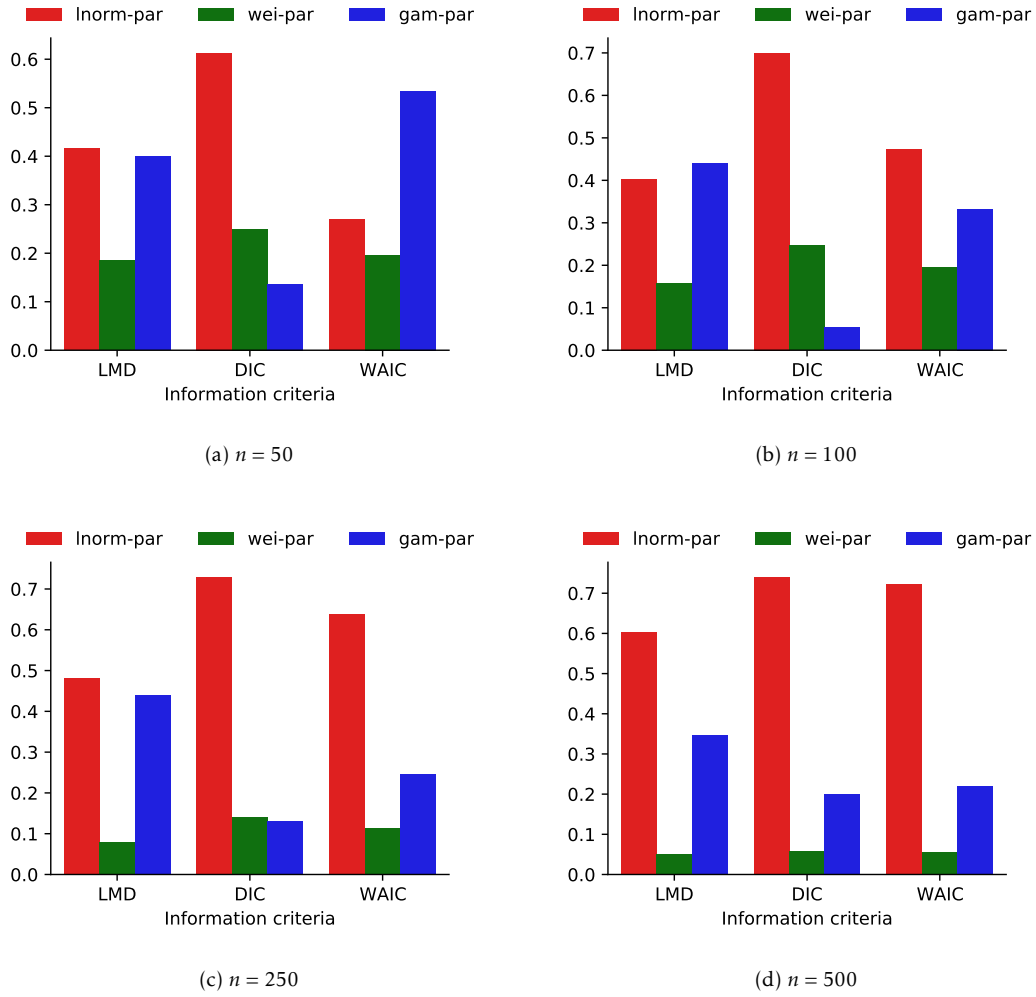 lnorm-par wei-par gam-par
0.6
0.5
0.4
0.3
0.2
0.1
0.0
LMD DIC WAIC
Information criteria
(a) n = 50
lnorm-par wei-par gam-par
0.7
0.6
0.5
0.4
0.3
0.2
0.1
0.0
LMD DIC WAIC
Information criteria
(b) n = 100
lnorm-par wei-par gam-par
0.7
0.6
0.5
0.4
0.3
0.2
0.1
0.0
LMD DIC WAIC
Information criteria
(c) n = 250
lnorm-par wei-par gam-par
0.7
0.6
0.5
0.4
0.3
0.2
0.1
0.0
LMD DIC WAIC
Information criteria
(d) n = 500